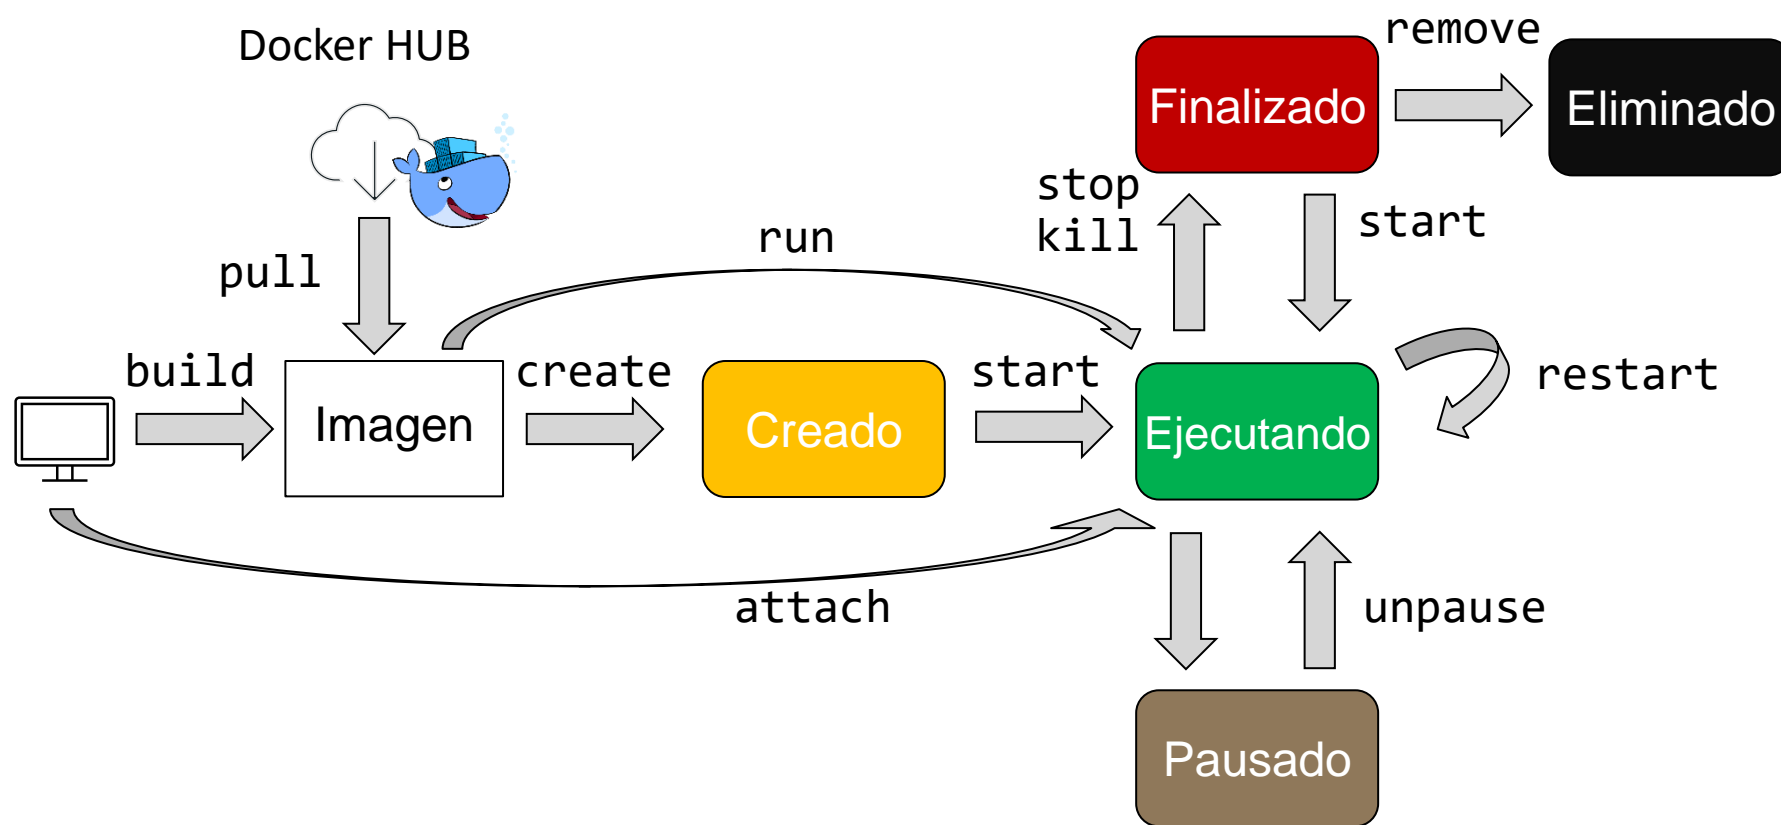 Docker HUB
remove
Finalizado
Eliminado
stop
kill
start
run
pull
build
Imagen
create
Creado
start
Ejecutando
restart
attach
unpause
Pausado